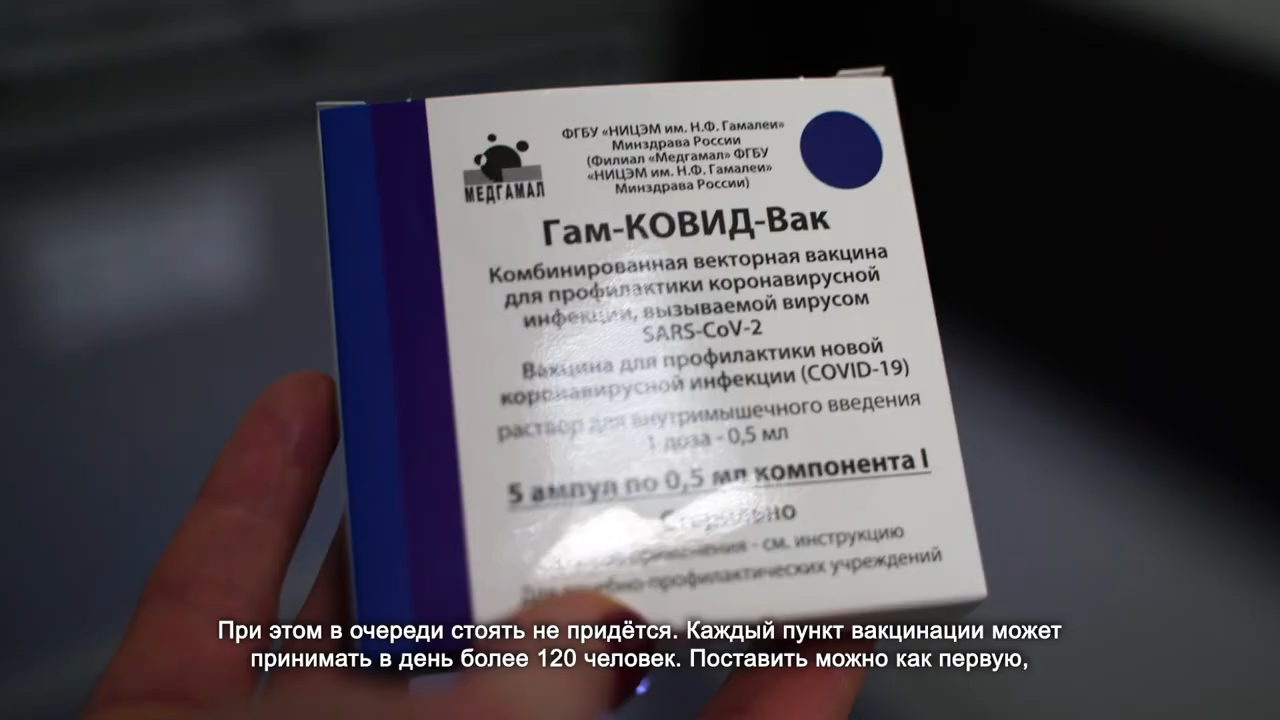 МЕДГАМАЛ
ФГБУ «НИЦЭМ им. Н.Ф. Гамалеи»
Минздрава России
(Филиал «Медгамал» ФГБУ
«НИЦЭМ им. Н.Ф. Гамалеи»
Минздрава России)
Гам-КОВИД-Вак
Комбинированная векторная вакцина
для профилактики коронавирусной
инфекции, вызываемой вирусом
SARS-CoV-2
Вакцина для профилактики новой
коронавирусной инфекции (COVID-19)
раствор для внутримышечного введения
1 доза - 0,5 мл
5 ампул по 0,5 мл компонента I
Стерильно
применения - см. инструкцию
Для лечебно-профилактических учреждений
При этом в очереди стоять не придётся. Каждый пункт вакцинации может
принимать в день более 120 человек. Поставить можно как первую,